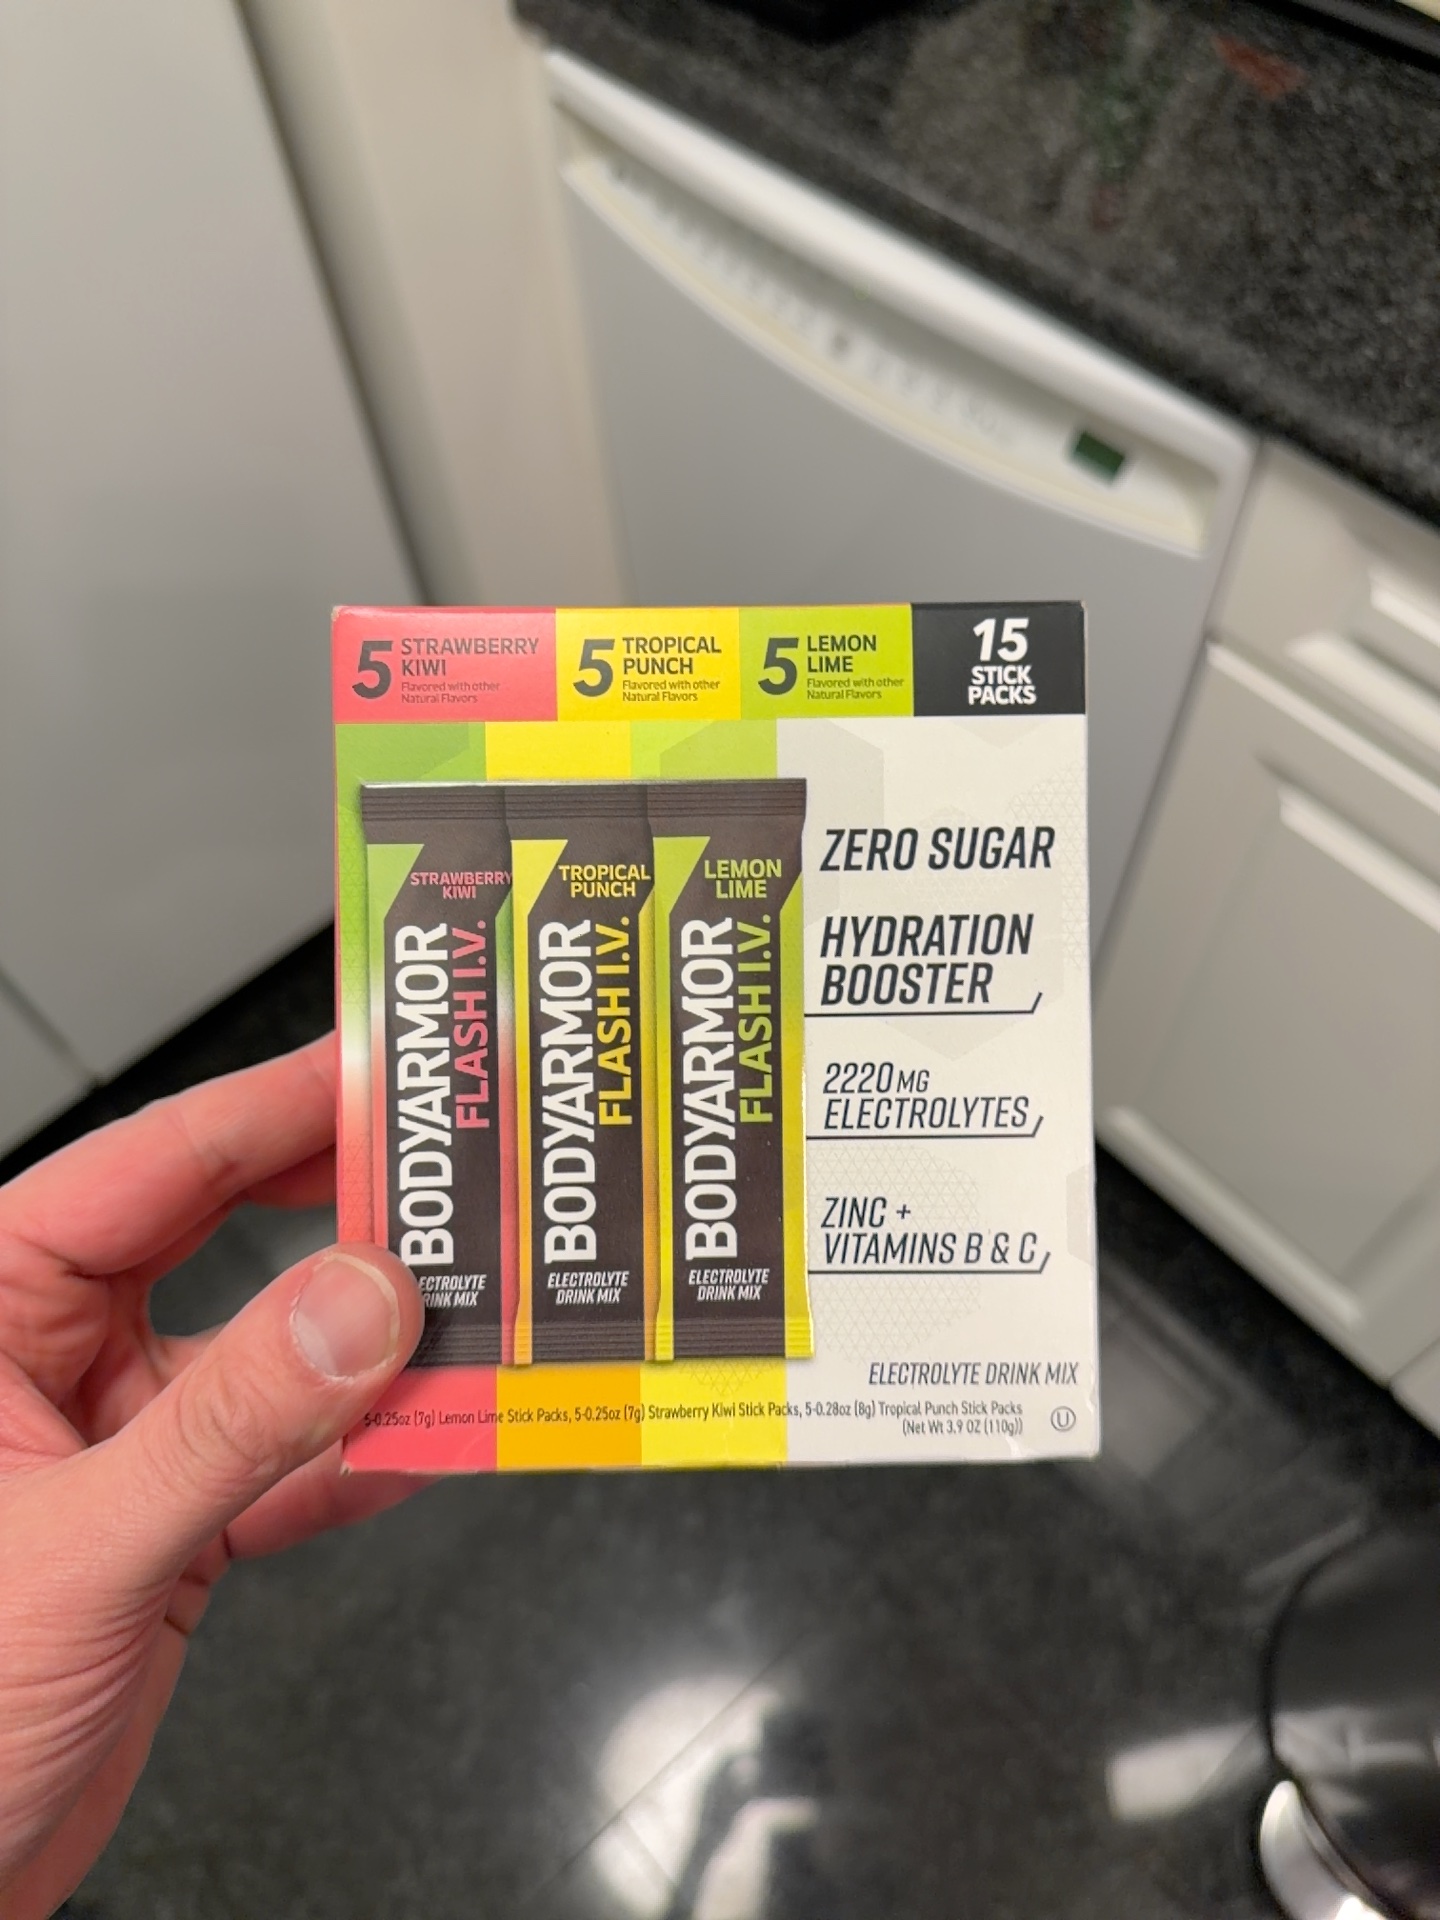 5 STRAWBERRY KIWI
Flavored with other
Natural Flavors
5 TROPICAL PUNCH
Flavored with other
Natural Flavors
5 LEMON LIME
Flavored with other
Natural Flavors
15
STICK
PACKS
STRAWBERRY
KIWI
BODYARMOR
FLASH I.V.
ECTROLYTE
RINK MIX
TROPICAL
PUNCH
BODYARMOR
FLASH I.V.
ELECTROLYTE
DRINK MIX
LEMON
LIME
BODYARMOR
FLASH I.V.
ELECTROLYTE
DRINK MIX
ZERO SUGAR
HYDRATION
BOOSTER
2220 MG
ELECTROLYTES
ZINC +
VITAMINS B & C
ELECTROLYTE DRINK MIX
5-0.25oz (7g) Lemon Lime Stick Packs, 5-0.25oz (7g) Strawberry Kiwi Stick Packs, 5-0.28oz (8g) Tropical Punch Stick Packs
(Net Wt 3.9 OZ (110g))
U